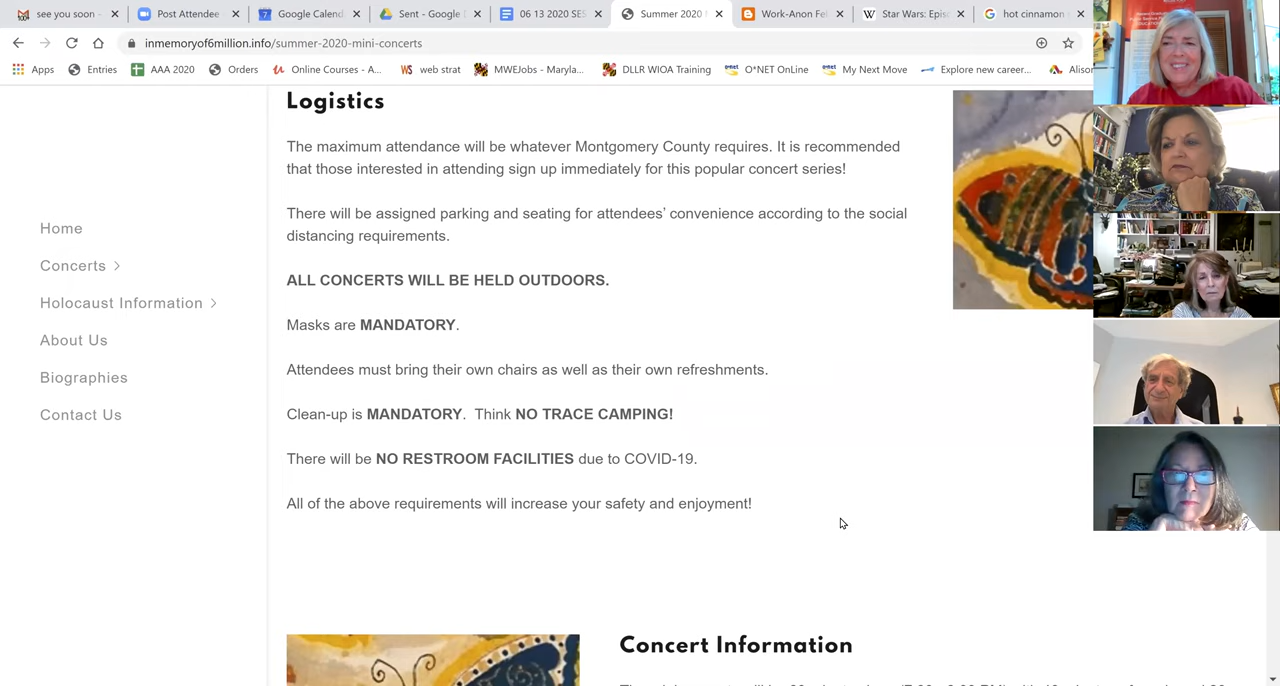 see you soon -
Post Attendee
Google Calend
Sent - Google
06 13 2020 SES
Summer 2020
Work-Anon Fel
Star Wars: Epis
hot cinnamon
inmemoryof6million.info/summer-2020-mini-concerts
Apps
Entries
AAA 2020
Orders
Online Courses - A...
WS web strat
MWEJobs - Maryla...
DLLR WIOA Training
O*NET OnLine
My Next Move
Explore new career...
Alison
Home
Concerts
Holocaust Information
About Us
Biographies
Contact Us
Logistics
The maximum attendance will be whatever Montgomery County requires. It is recommended
that those interested in attending sign up immediately for this popular concert series!
There will be assigned parking and seating for attendees' convenience according to the social
distancing requirements.
ALL CONCERTS WILL BE HELD OUTDOORS.
Masks are MANDATORY.
Attendees must bring their own chairs as well as their own refreshments.
Clean-up is MANDATORY. Think NO TRACE CAMPING!
There will be NO RESTROOM FACILITIES due to COVID-19.
All of the above requirements will increase your safety and enjoyment!
Concert Information